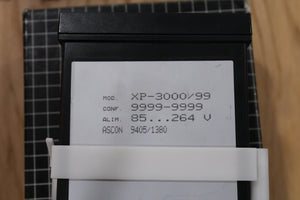 MOD. XP-3000/99
CONF. 9999-9999
ALIM. 85...264 V
ASCON 9405/1380